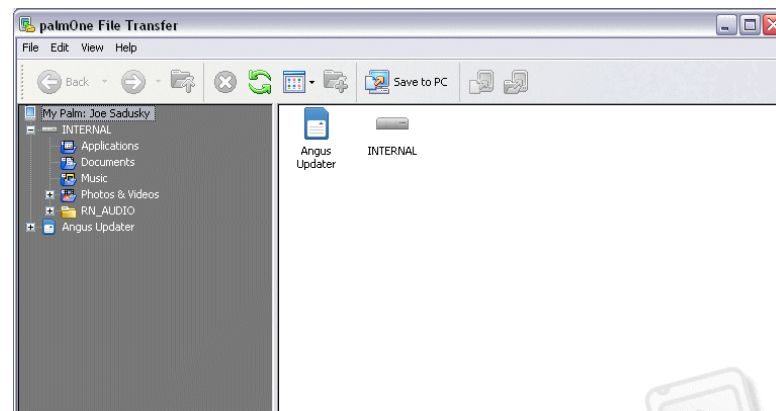 palmOne File Transfer
File Edit View Help
Back Save to PC
My Palm: Joe Sadusky
INTERNAL
Applications
Documents
Music
Photos & Videos
RN_AUDIO
Angus Updater
Angus
Updater
INTERNAL